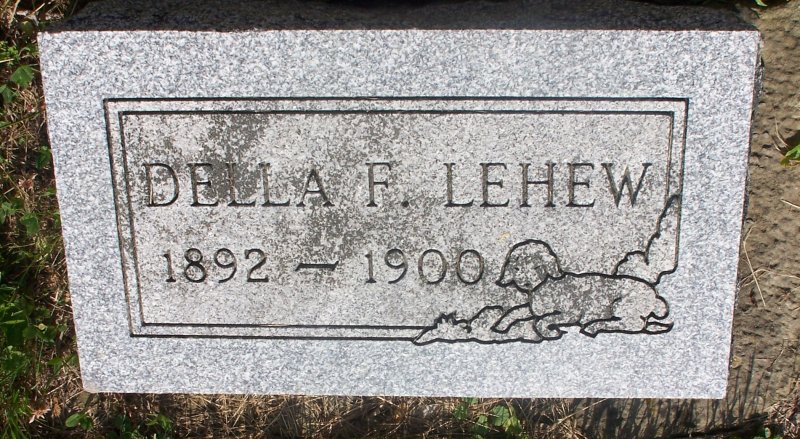 DELLA F. LEHEW
1892 – 1900